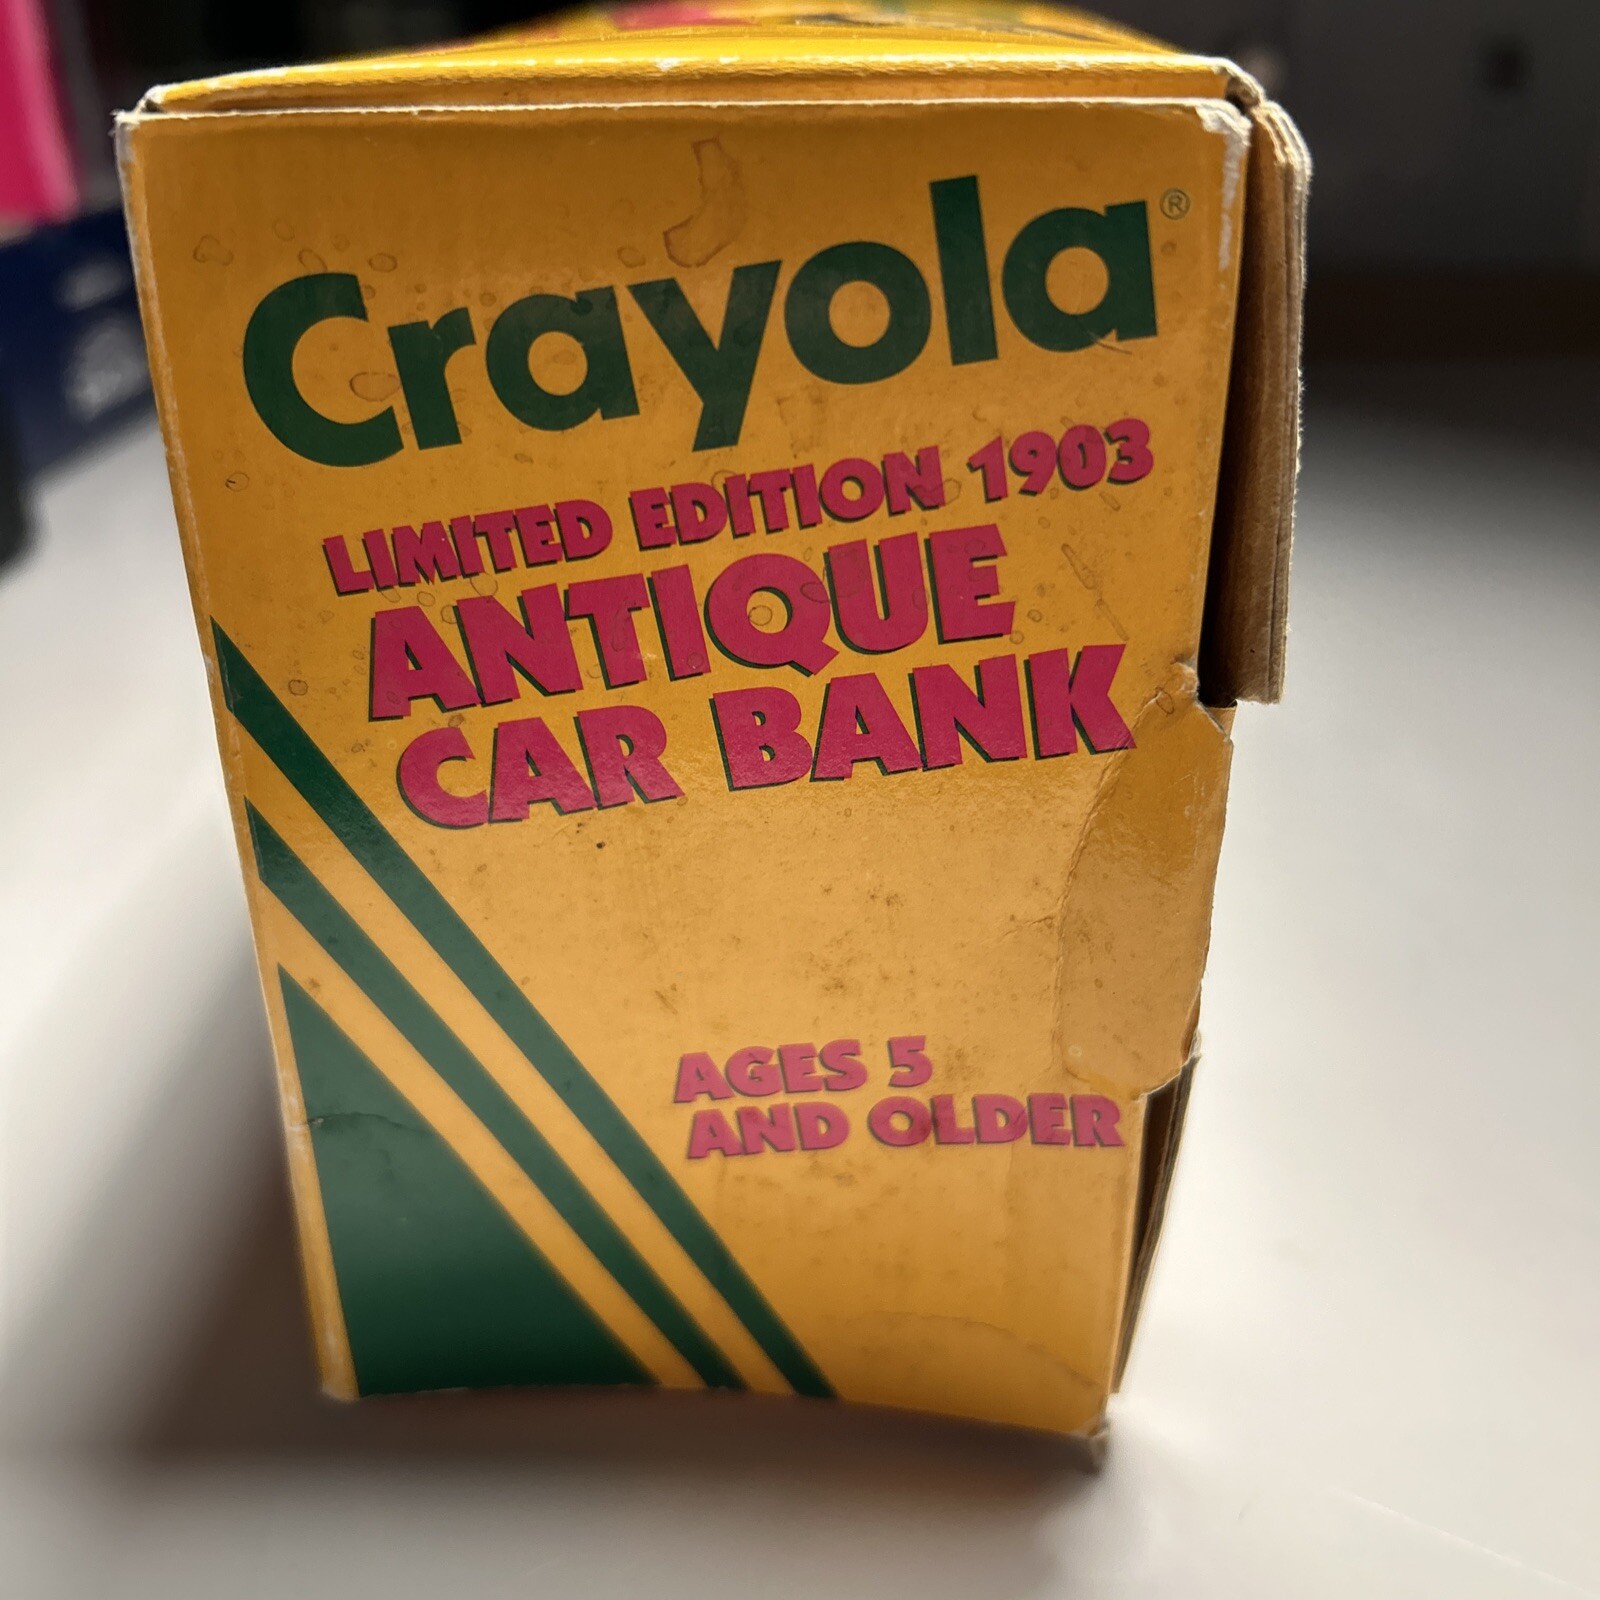 Crayola®
LIMITED EDITION 1903
ANTIQUE
CAR BANK
AGES 5
AND OLDER